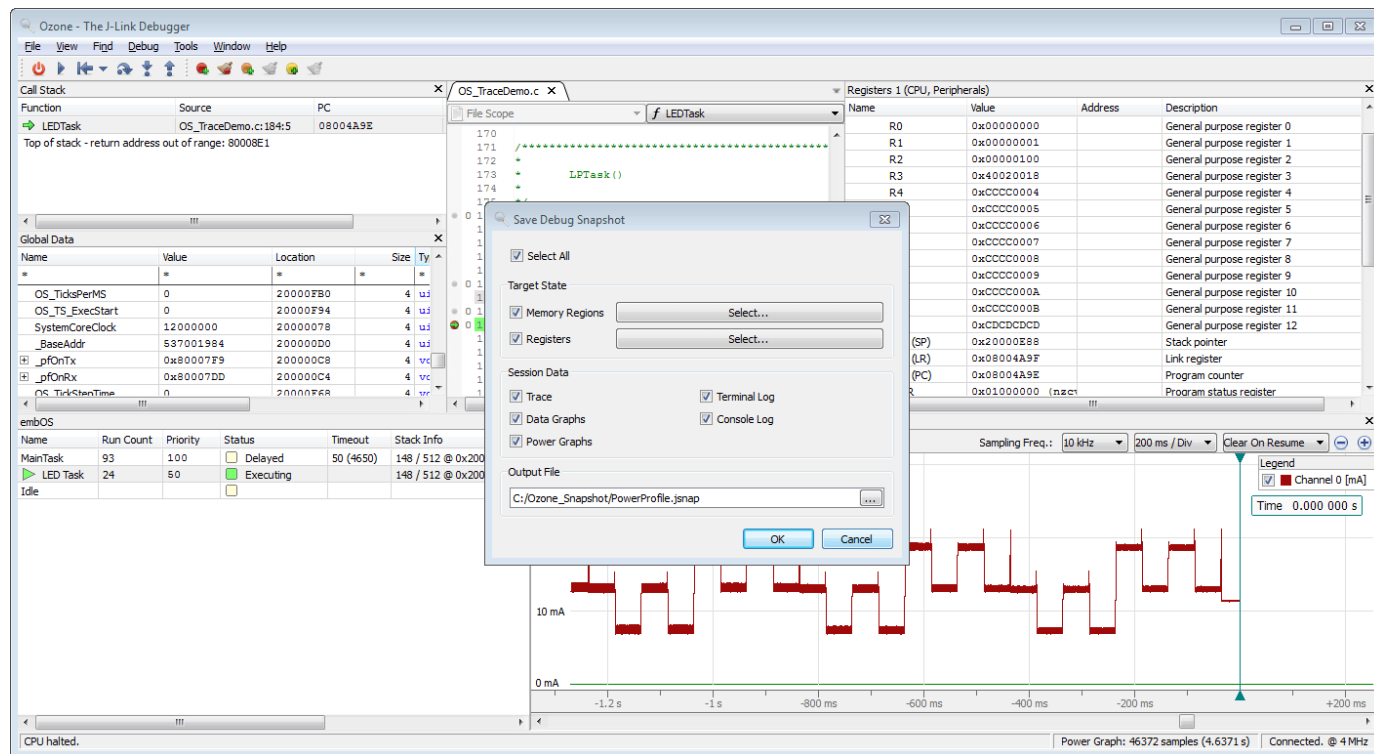 Ozone - The J-Link Debugger
File View Find Debug Tools Window Help
Call Stack
Function Source PC
LEDTask OS_TraceDemo.c:184:5 08004A9E
Top of stack - return address out of range: 80008E1
Global Data
Name Value Location Size Ty
* * * * *
OS_TicksPerMS 0 20000FB0 4 ui
OS_TS_ExecStart 0 20000F94 4 ui
SystemCoreClock 12000000 20000078 4 ui
_BaseAddr 537001984 200000D0 4 ui
_pfOnTx 0x80007F9 200000C8 4 vo
_pfOnRx 0x80007DD 200000C4 4 vo
OS_TickStepTime 0 20000F68 4 vo
OS_TraceDemo.c
File Scope f LEDTask
170
171 /*********************************************
172 *
173 * LPTask()
174 *
175 */
Registers 1 (CPU, Peripherals)
Name Value Address Description
R0 0x00000000 General purpose register 0
R1 0x00000001 General purpose register 1
R2 0x00000100 General purpose register 2
R3 0x40020018 General purpose register 3
R4 0xCCCC0004 General purpose register 4
0xCCCC0005 General purpose register 5
0xCCCC0006 General purpose register 6
0xCCCC0007 General purpose register 7
0xCCCC0008 General purpose register 8
0xCCCC0009 General purpose register 9
0xCCCC000A General purpose register 10
0xCCCC000B General purpose register 11
0xCDCDCDCD General purpose register 12
(SP) 0x20000E88 Stack pointer
(LR) 0x08004A9F Link register
(PC) 0x08004A9E Program counter
R 0x01000000 (nzcv Program status register
Save Debug Snapshot
Select All
Target State
Memory Regions Select...
Registers Select...
Session Data
Trace Terminal Log
Data Graphs Console Log
Power Graphs
Output File
C:/Ozone_Snapshot/PowerProfile.jsnap ...
OK Cancel
embOS
Name Run Count Priority Status Timeout Stack Info
MainTask 93 100 Delayed 50 (4650) 148 / 512 @ 0x200
LED Task 24 50 Executing 148 / 512 @ 0x200
Idle
Sampling Freq.: 10 kHz 200 ms / Div Clear On Resume
Legend
Channel 0 [mA]
Time 0.000 000 s
10 mA
0 mA
-1.2 s -1 s -800 ms -600 ms -400 ms -200 ms +200 ms
CPU halted. Power Graph: 46372 samples (4.6371 s) Connected. @ 4 MHz